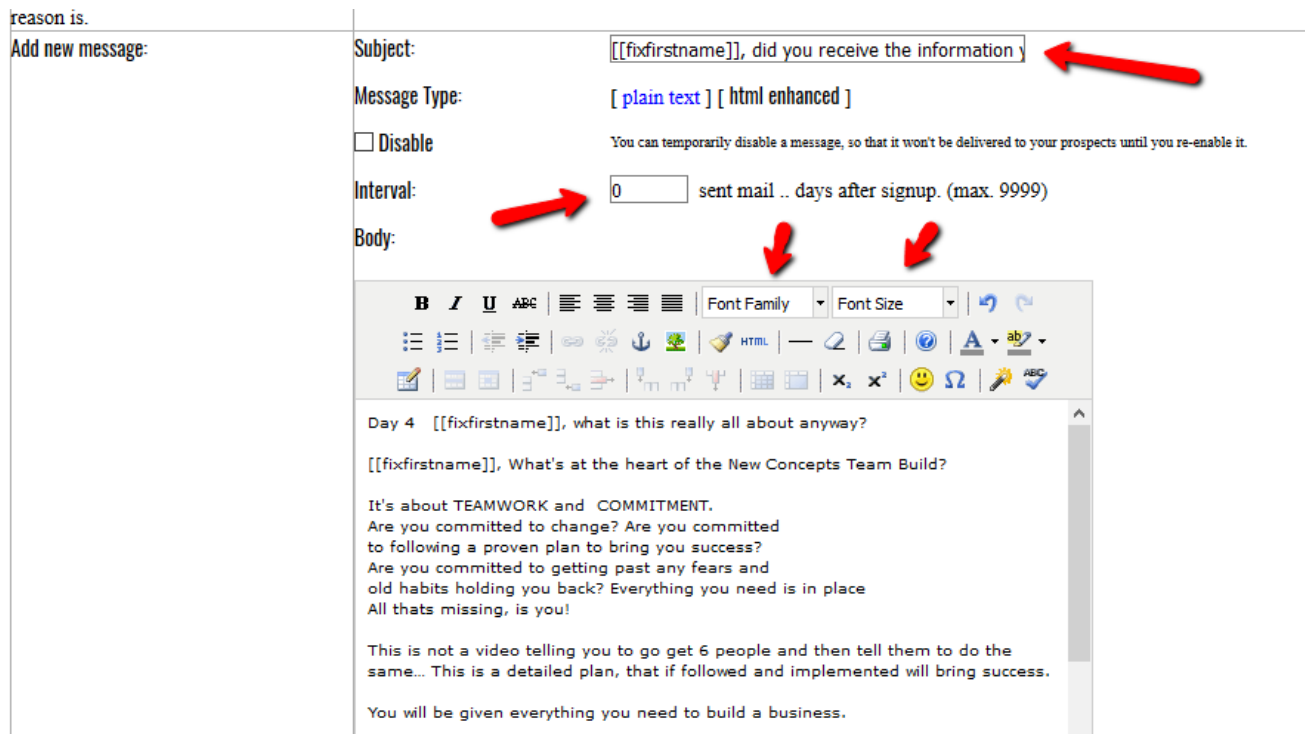 reason is.
Add new message:
Subject: [[fixfirstname]], did you receive the information y
Message Type: [ plain text ] [ html enhanced ]
Disable You can temporarily disable a message, so that it won't be delivered to your prospects until you re-enable it.
Interval: 0 sent mail .. days after signup. (max. 9999)
Body:
B I U ABC Font Family Font Size
HTML A ab
x₂ x² Ω ABC
Day 4 [[fixfirstname]], what is this really all about anyway?
[[fixfirstname]], What's at the heart of the New Concepts Team Build?
It's about TEAMWORK and COMMITMENT.
Are you committed to change? Are you committed
to following a proven plan to bring you success?
Are you committed to getting past any fears and
old habits holding you back? Everything you need is in place
All thats missing, is you!
This is not a video telling you to go get 6 people and then tell them to do the
same... This is a detailed plan, that if followed and implemented will bring success.
You will be given everything you need to build a business.